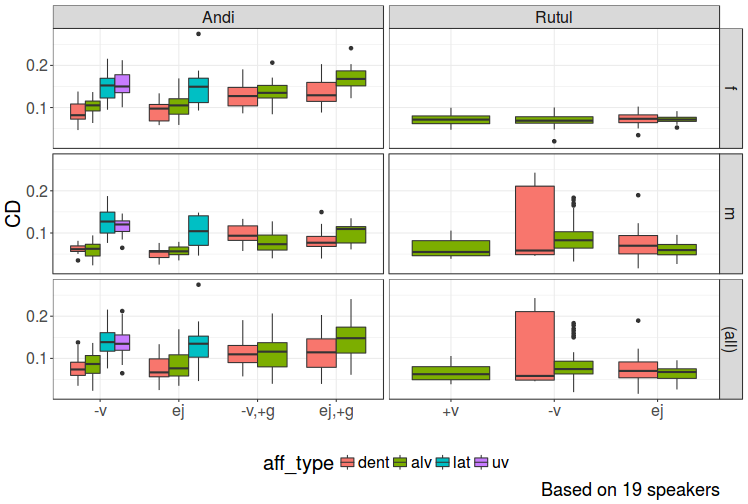 Andi
Rutul
0.2
0.1
f
CD
0.2
0.1
m
0.2
0.1
(all)
-v
ej
-v,+g
ej,+g
+v
-v
ej
aff_type dent alv lat uv
Based on 19 speakers